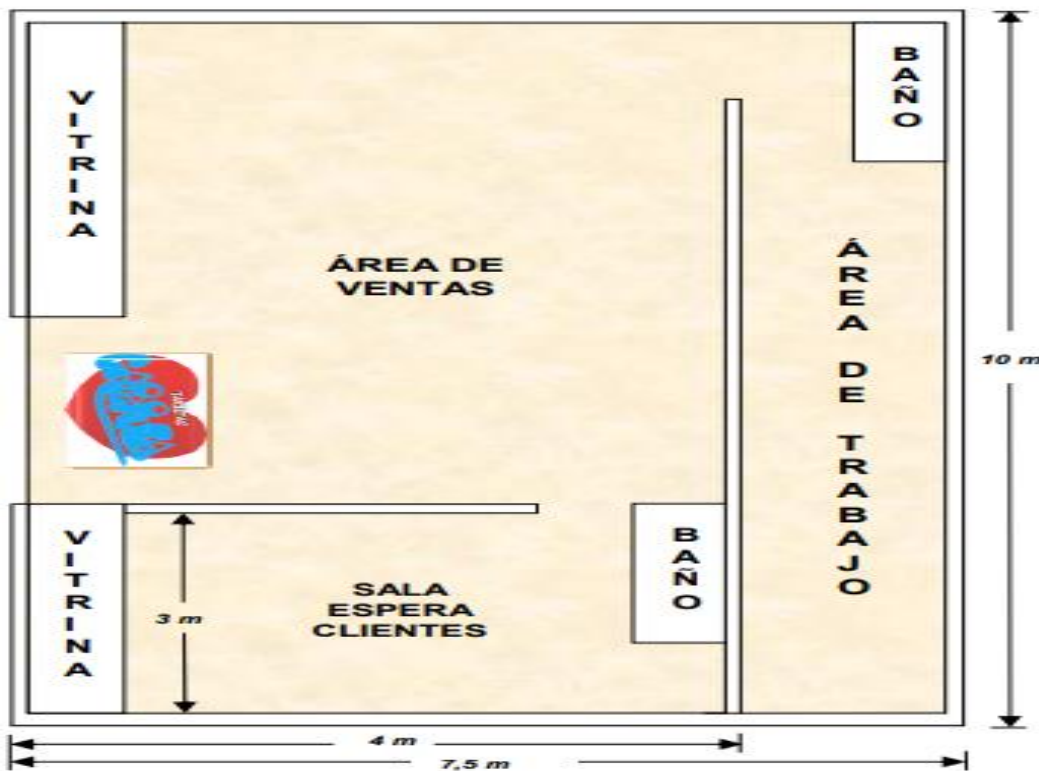 VITRINA
BAÑO
ÁREA DE
VENTAS
ÁREA DE TRABAJO
10 m
VITRINA
3 m
SALA
ESPERA
CLIENTES
BAÑO
4 m
7,5 m